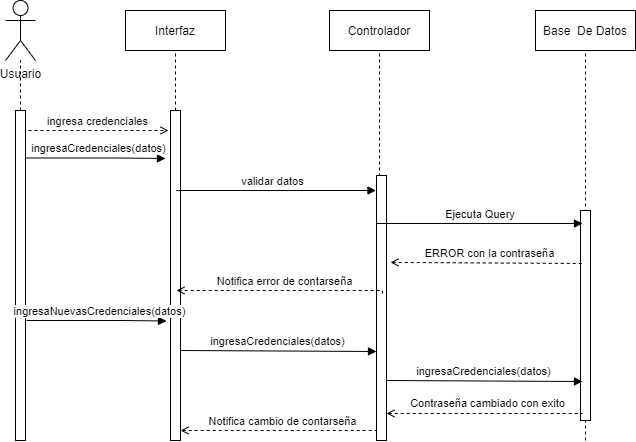 Interfaz
Controlador
Base De Datos
Usuario
ingresa credenciales
ingresaCredenciales(datos)
validar datos
Ejecuta Query
ERROR con la contraseña
Notifica error de contarseña
ingresaNuevasCredenciales(datos)
ingresaCredenciales(datos)
ingresaCredenciales(datos)
Contraseña cambiado con exito
Notifica cambio de contarseña